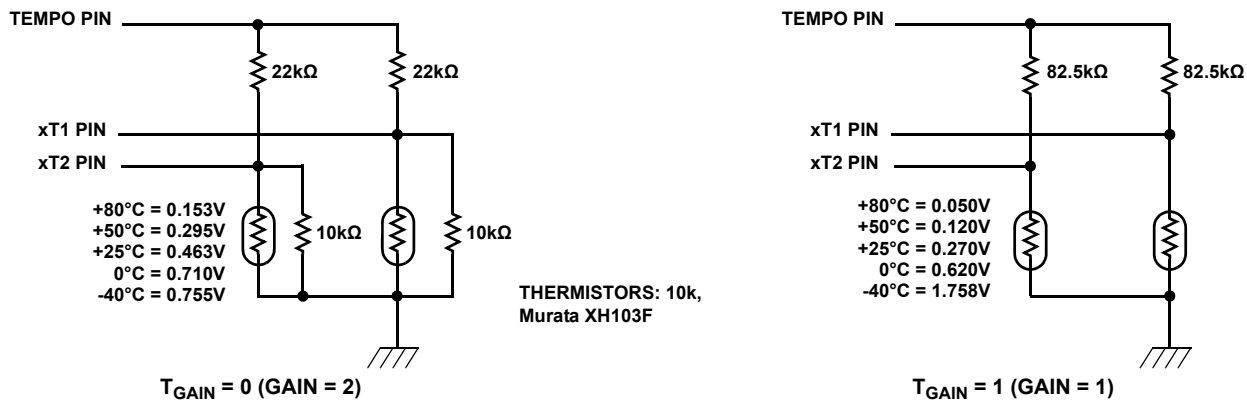 TEMPO PIN
22kΩ
22kΩ
xT1 PIN
xT2 PIN
+80°C = 0.153V
+50°C = 0.295V
+25°C = 0.463V
0°C = 0.710V
-40°C = 0.755V
10kΩ
10kΩ
THERMISTORS: 10k,
Murata XH103F
TGAIN = 0 (GAIN = 2)
TEMPO PIN
82.5kΩ
82.5kΩ
xT1 PIN
xT2 PIN
+80°C = 0.050V
+50°C = 0.120V
+25°C = 0.270V
0°C = 0.620V
-40°C = 1.758V
TGAIN = 1 (GAIN = 1)